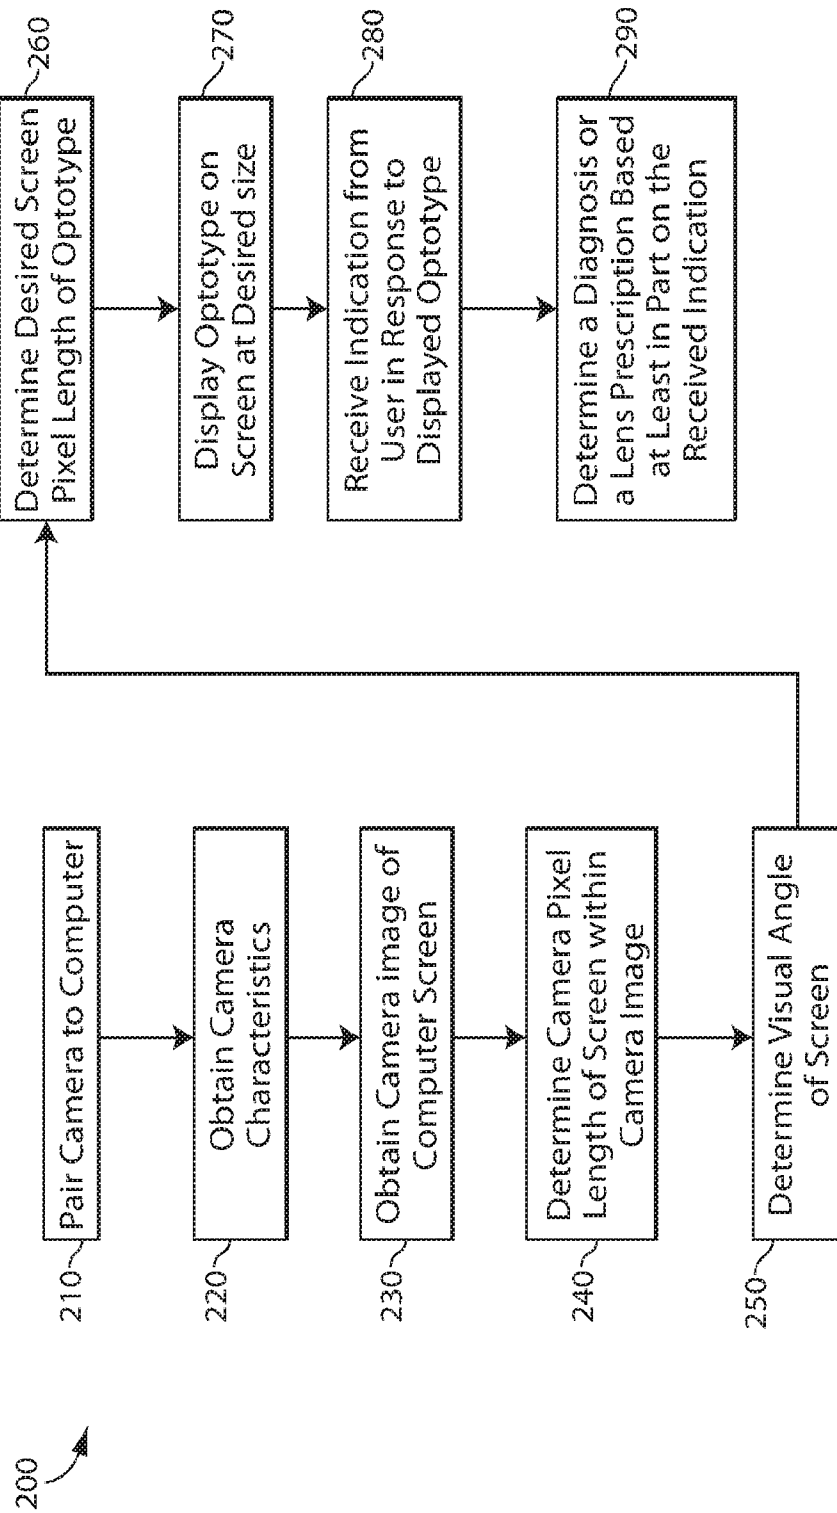 200
210
Pair Camera to Computer
220
Obtain Camera
Characteristics
230
Obtain Camera image of
Computer Screen
240
Determine Camera Pixel
Length of Screen within
Camera Image
250
Determine Visual Angle
of Screen
260
Determine Desired Screen
Pixel Length of Optotype
270
Display Optotype on
Screen at Desired size
280
Receive Indication from
User in Response to
Displayed Optotype
290
Determine a Diagnosis or
a Lens Prescription Based
at Least in Part on the
Received Indication